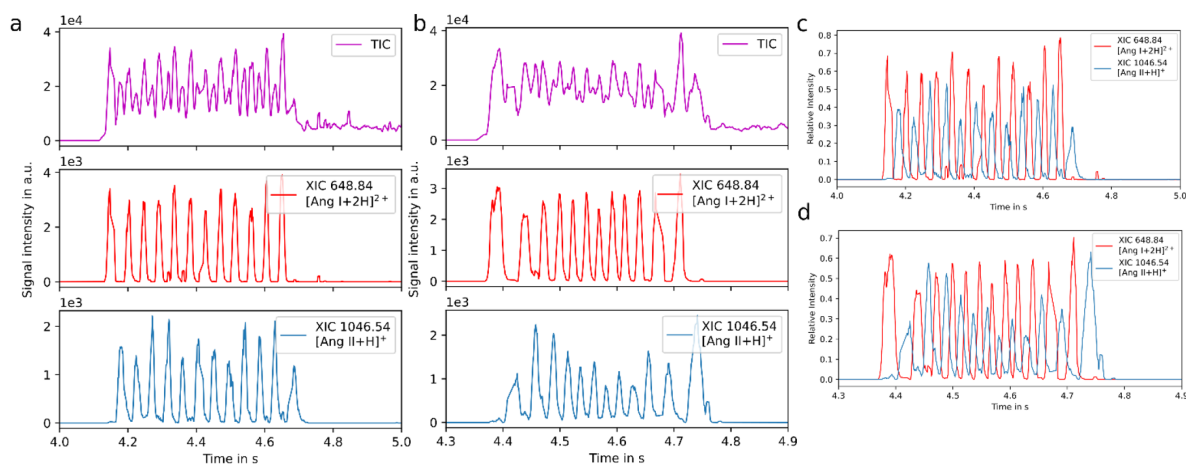 a
1e4
4
2
0
TIC
1e3
Signal intensity in a.u.
4
2
0
XIC 648.84
[Ang I+2H]²⁺
1e3
2
1
0
XIC 1046.54
[Ang II+H]⁺
4.0 4.2 4.4 4.6 4.8 5.0
Time in s
b
1e4
4
2
0
TIC
1e3
Signal intensity in a.u.
3
2
1
0
XIC 648.84
[Ang I+2H]²⁺
1e3
2
1
0
XIC 1046.54
[Ang II+H]⁺
4.3 4.4 4.5 4.6 4.7 4.8 4.9
Time in s
c
0.8
0.7
0.6
0.5
0.4
0.3
0.2
0.1
0.0
Relative Intensity
XIC 648.84
[Ang I+2H]²⁺
XIC 1046.54
[Ang II+H]⁺
4.0 4.2 4.4 4.6 4.8 5.0
Time in s
d
0.7
0.6
0.5
0.4
0.3
0.2
0.1
0.0
Relative Intensity
XIC 648.84
[Ang I+2H]²⁺
XIC 1046.54
[Ang II+H]⁺
4.3 4.4 4.5 4.6 4.7 4.8 4.9
Time in s